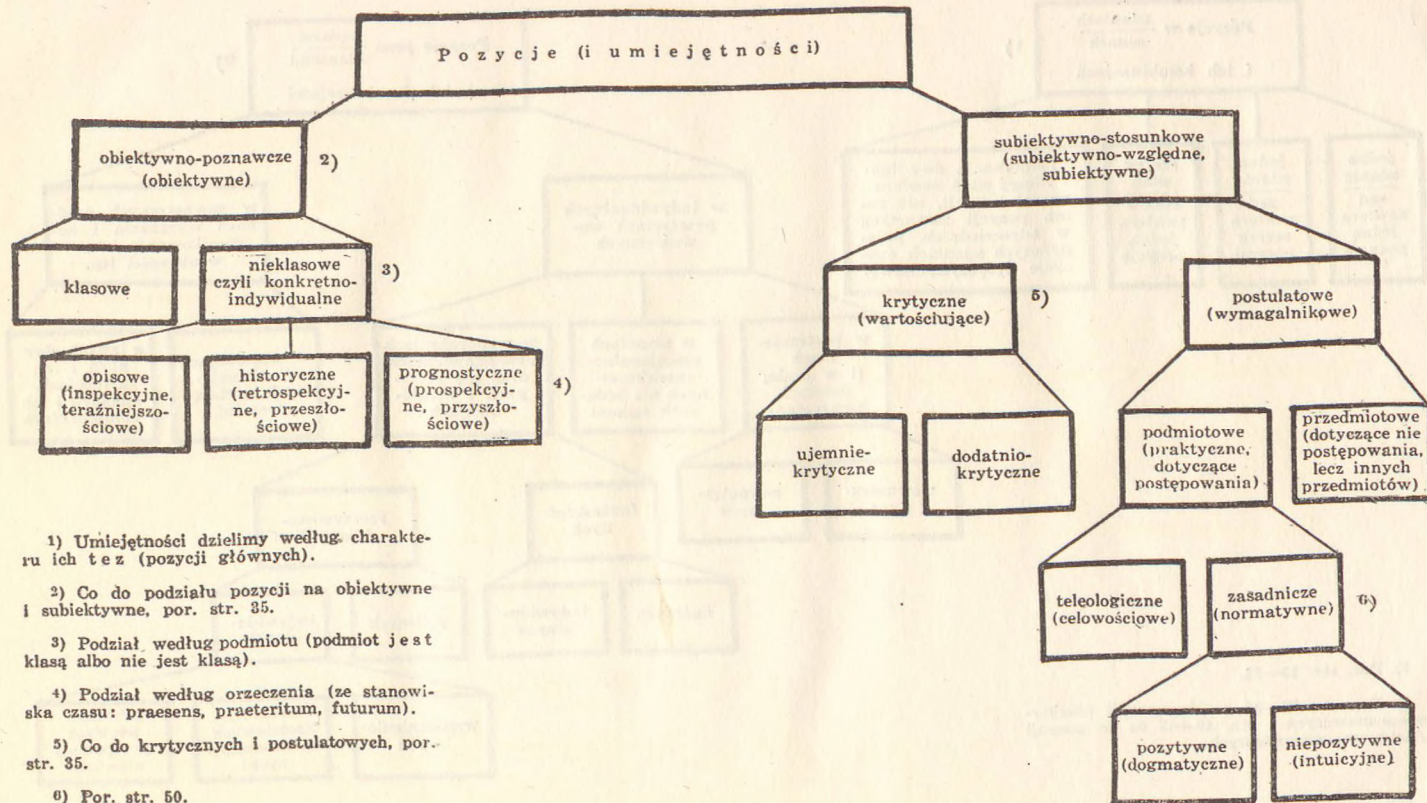 Pozycje (i umiejętności)
obiektywno-poznawcze
(obiektywne)
2)
subiektywno-stosunkowe
(subiektywno-względne,
subiektywne)
klasowe
nieklasowe
czyli konkretno-
indywidualne
3)
krytyczne
(wartościujące)
5)
postulatowe
(wymagalnikowe)
opisowe
(inspekcyjne,
teraźniejszo-
ściowe)
historyczne
(retrospekcyj-
ne, przeszło-
ściowe)
prognostyczne
(prospekcyj-
ne, przyszło-
ściowe)
4)
ujemnie-
krytyczne
dodatnio-
krytyczne
podmiotowe
(praktyczne,
dotyczące
postępowania)
przedmiotowe
(dotyczące nie
postępowania,
lecz innych
przedmiotów)
teleologiczne
(celowościowe)
zasadnicze
(normatywne)
6)
pozytywne
(dogmatyczne)
niepozytywne
(intuicyjne)
1) Umiejętności dzielimy według charakte-
ru ich tez (pozycji głównych).
2) Co do podziału pozycji na obiektywne
i subiektywne, por. str. 35.
3) Podział według podmiotu (podmiot jest
klasą albo nie jest klasą).
4) Podział według orzeczenia (ze stanowi-
ska czasu: praesens, praeteritum, futurum).
5) Co do krytycznych i postulatowych, por.
str. 35.
6) Por. str. 50.